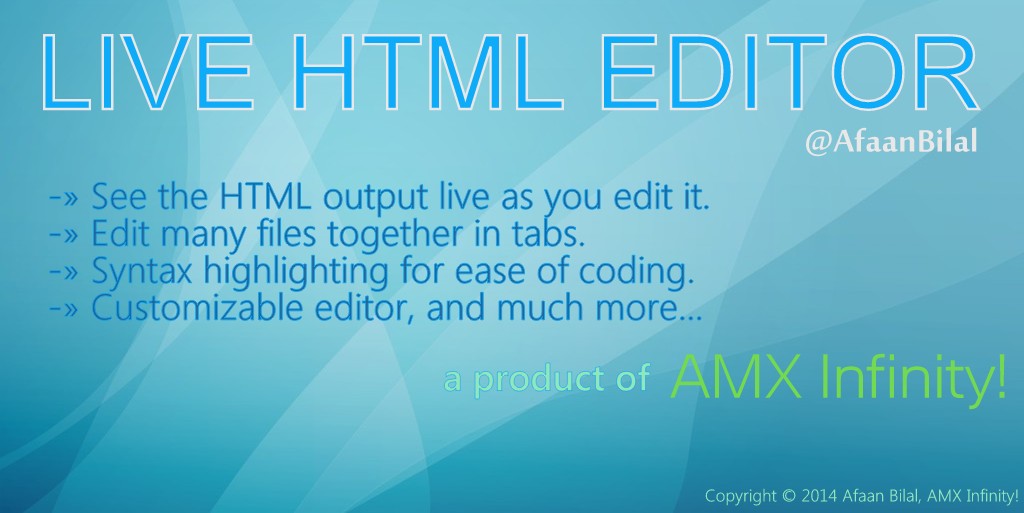 LIVE HTML EDITOR
@AfaanBilal
-» See the HTML output live as you edit it.
-» Edit many files together in tabs.
-» Syntax highlighting for ease of coding.
-» Customizable editor, and much more...
a product of AMX Infinity!
Copyright © 2014 Afaan Bilal, AMX Infinity!